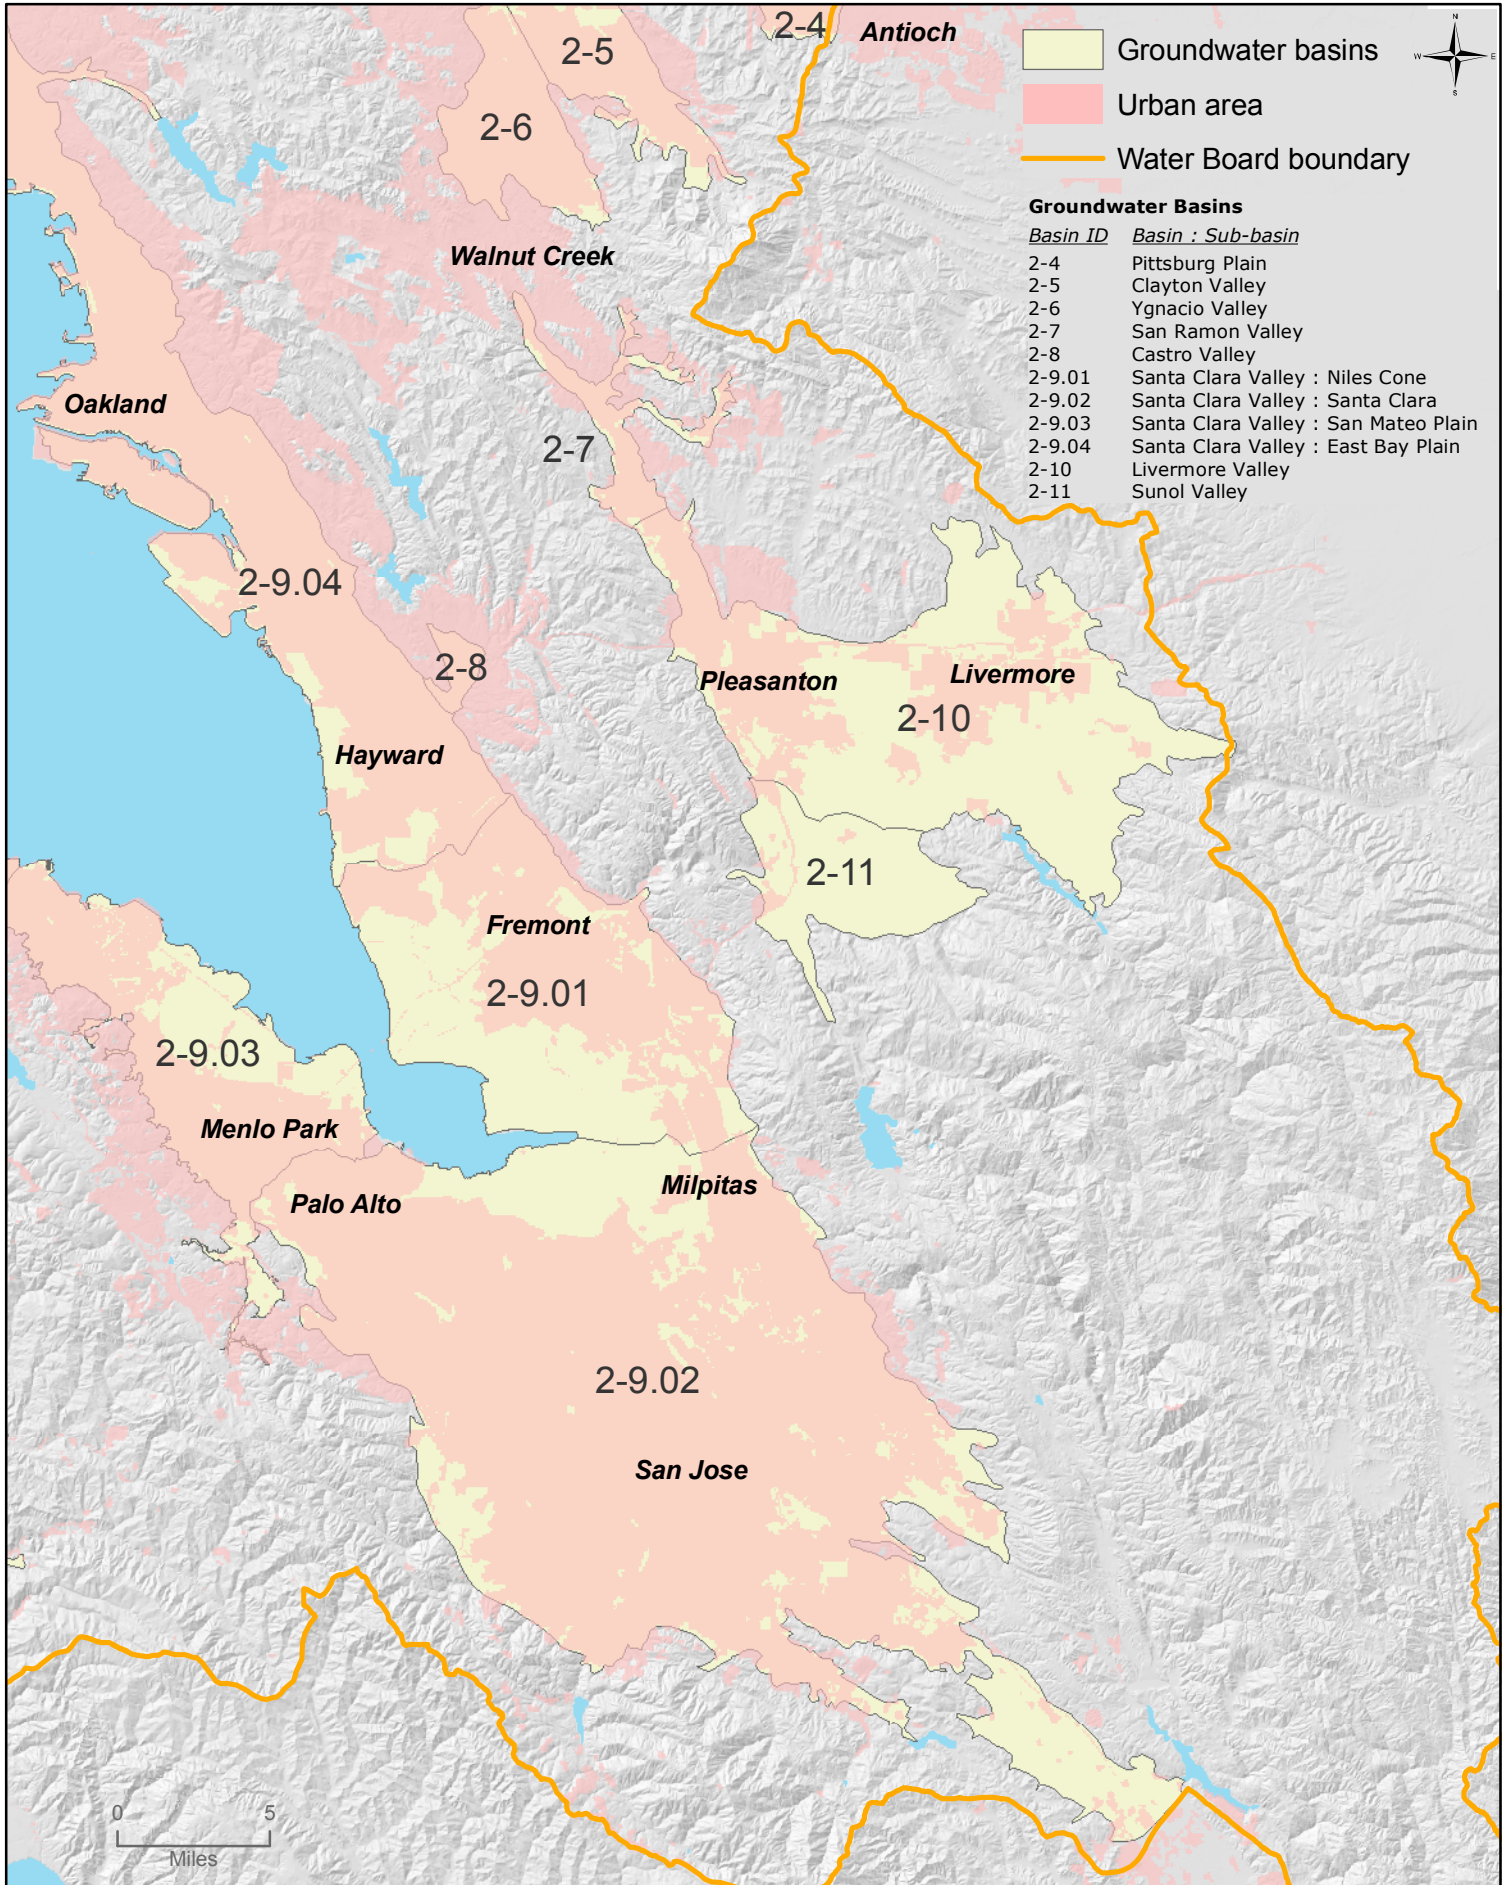 2-4
Antioch
2-5
Groundwater basins
N
W
E
S
Urban area
2-6
Water Board boundary
Groundwater Basins
Basin ID Basin : Sub-basin
2-4 Pittsburg Plain
2-5 Clayton Valley
2-6 Ygnacio Valley
2-7 San Ramon Valley
2-8 Castro Valley
2-9.01 Santa Clara Valley : Niles Cone
2-9.02 Santa Clara Valley : Santa Clara
2-9.03 Santa Clara Valley : San Mateo Plain
2-9.04 Santa Clara Valley : East Bay Plain
2-10 Livermore Valley
2-11 Sunol Valley
Walnut Creek
Oakland
2-7
2-9.04
2-8
Pleasanton
Livermore
2-10
Hayward
2-11
Fremont
2-9.01
2-9.03
Menlo Park
Palo Alto
Milpitas
2-9.02
San Jose
0 5
Miles